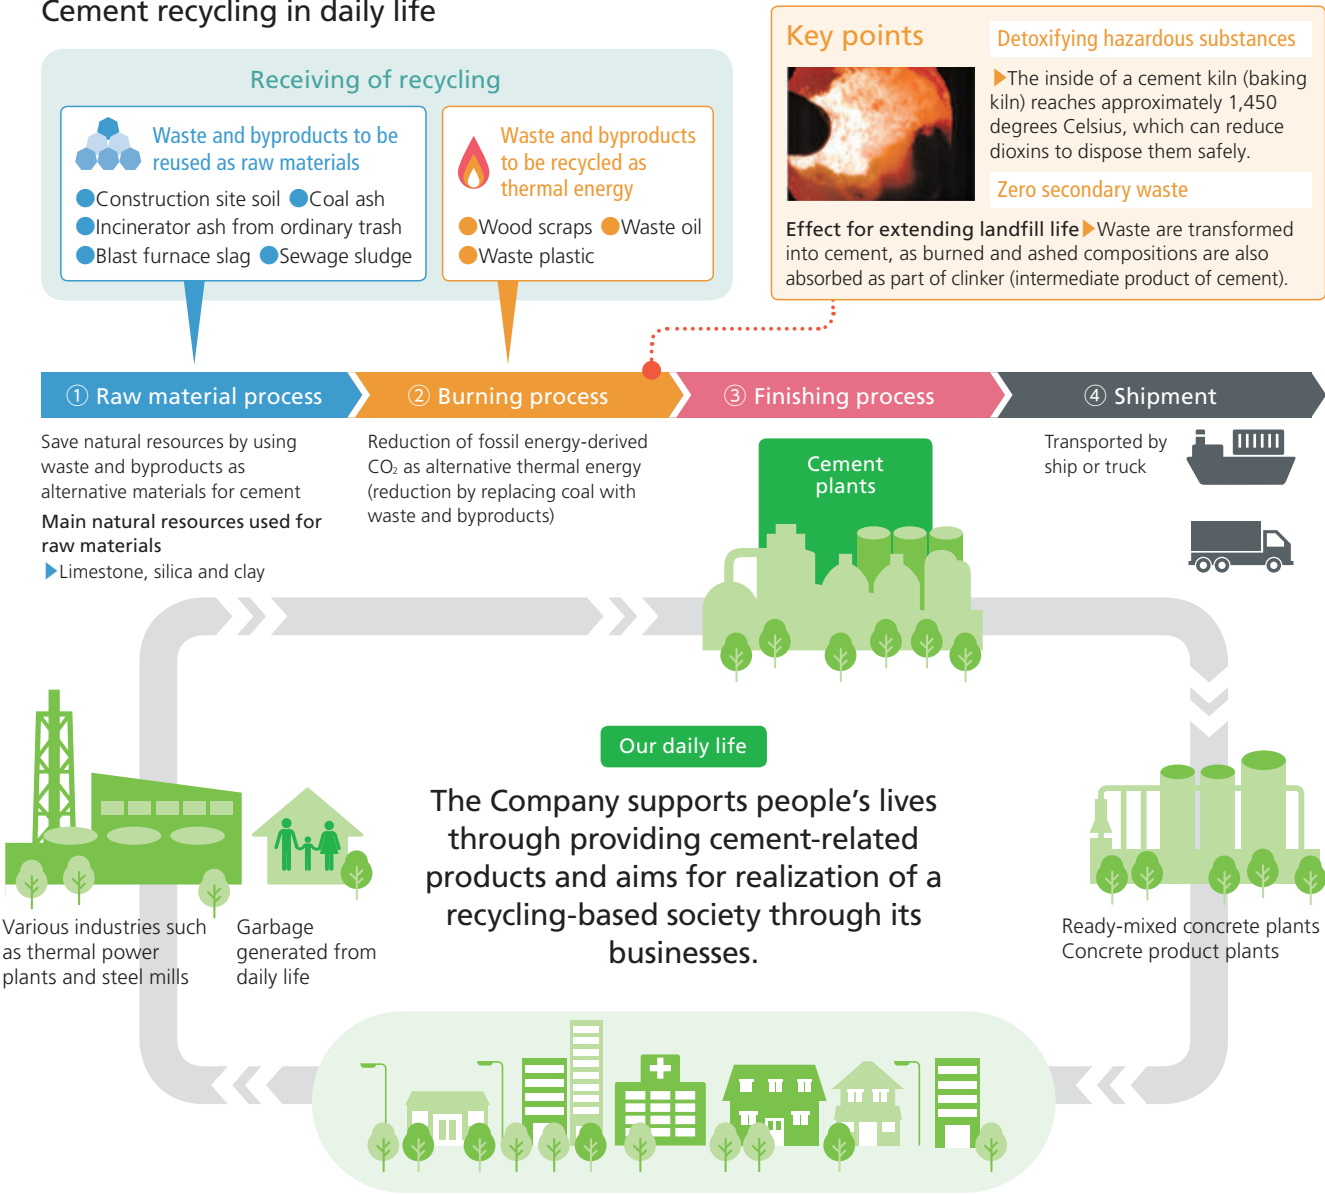 Cement recycling in daily life
Receiving of recycling
Waste and byproducts to be
reused as raw materials
●Construction site soil ●Coal ash
●Incinerator ash from ordinary trash
●Blast furnace slag ●Sewage sludge
Waste and byproducts
to be recycled as
thermal energy
●Wood scraps ●Waste oil
●Waste plastic
Key points
Detoxifying hazardous substances
▶The inside of a cement kiln (baking
kiln) reaches approximately 1,450
degrees Celsius, which can reduce
dioxins to dispose them safely.
Zero secondary waste
Effect for extending landfill life▶Waste are transformed
into cement, as burned and ashed compositions are also
absorbed as part of clinker (intermediate product of cement).
① Raw material process
② Burning process
③ Finishing process
④ Shipment
Save natural resources by using
waste and byproducts as
alternative materials for cement
Main natural resources used for
raw materials
▶Limestone, silica and clay
Reduction of fossil energy-derived
CO₂ as alternative thermal energy
(reduction by replacing coal with
waste and byproducts)
Cement
plants
Transported by
ship or truck
Our daily life
The Company supports people’s lives
through providing cement-related
products and aims for realization of a
recycling-based society through its
businesses.
Various industries such
as thermal power
plants and steel mills
Garbage
generated from
daily life
Ready-mixed concrete plants
Concrete product plants